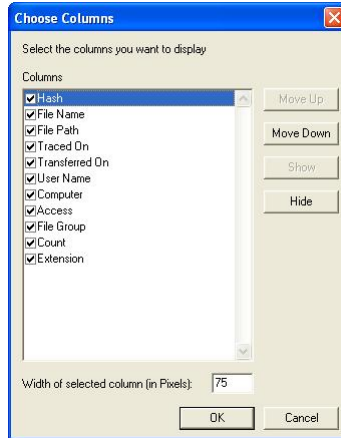 Choose Columns
Select the columns you want to display
Columns
Hash
File Name
File Path
Traced On
Transferred On
User Name
Computer
Access
File Group
Count
Extension
Move Up
Move Down
Show
Hide
Width of selected column (in Pixels): 75
OK Cancel